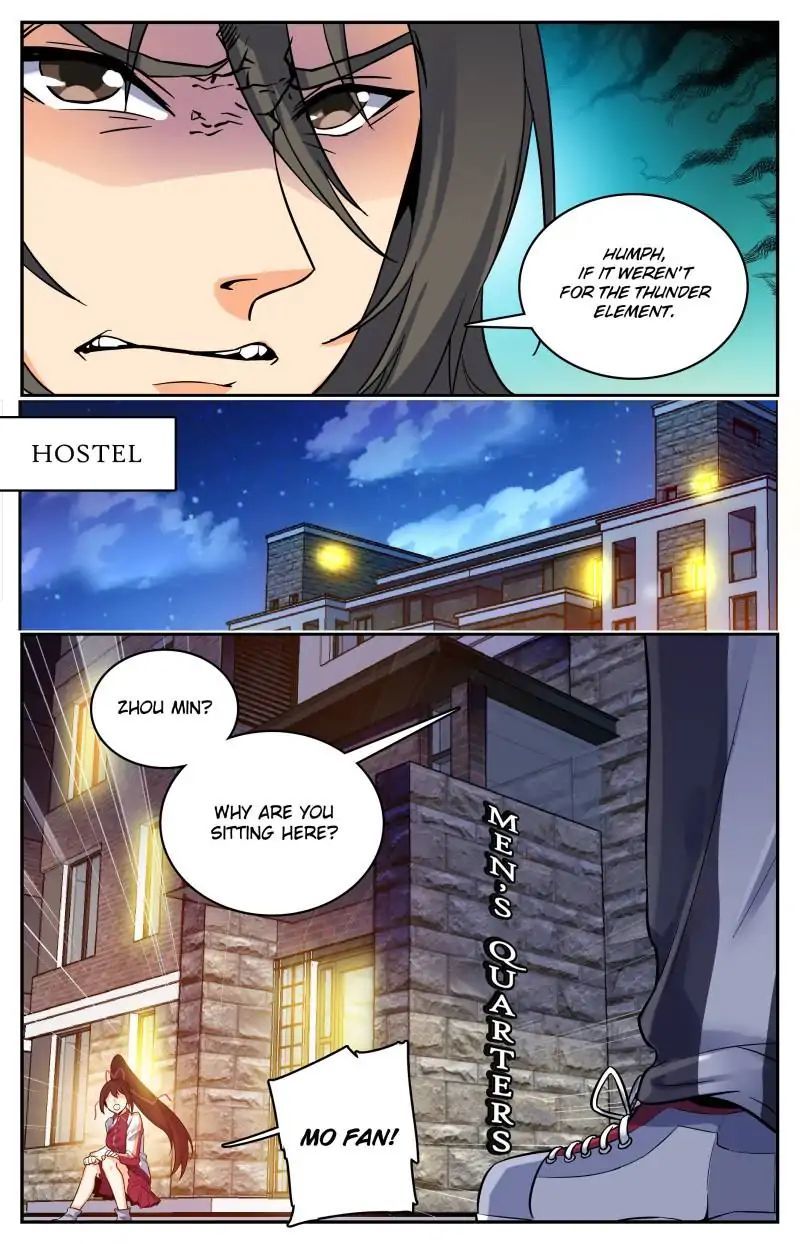 HUMPH,
IF IT WEREN'T
FOR THE THUNDER
ELEMENT.
HOSTEL
ZHOU MIN?
WHY ARE YOU
SITTING HERE?
MEN'S QUARTERS
MO FAN!